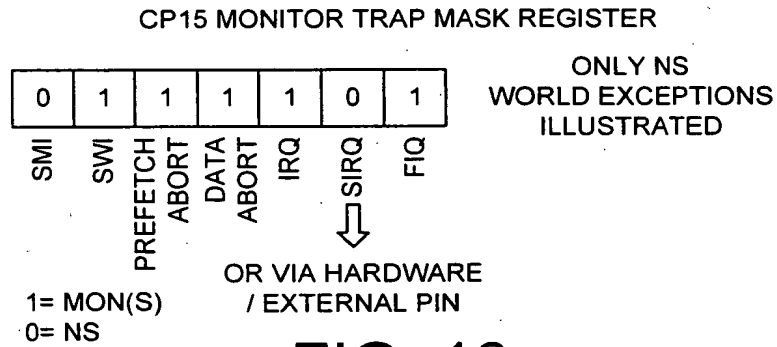 CP15 MONITOR TRAP MASK REGISTER
ONLY NS
WORLD EXCEPTIONS
ILLUSTRATED
0 1 1 1 1 0 1
SMI
SWI
PREFETCH
ABORT
DATA
ABORT
IRQ
SIRQ
FIQ
OR VIA HARDWARE
/ EXTERNAL PIN
1= MON(S)
0= NS
FIG.